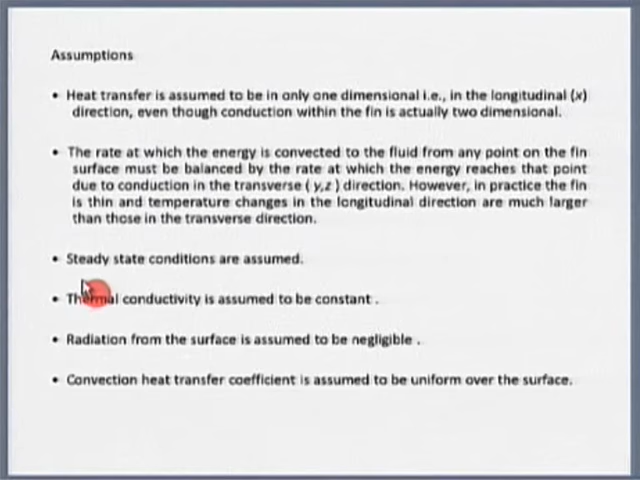 Assumptions
• Heat transfer is assumed to be in only one dimensional i.e., in the longitudinal (x)
direction, even though conduction within the fin is actually two dimensional.
• The rate at which the energy is convected to the fluid from any point on the fin
surface must be balanced by the rate at which the energy reaches that point
due to conduction in the transverse ( y,z ) direction. However, in practice the fin
is thin and temperature changes in the longitudinal direction are much larger
than those in the transverse direction.
• Steady state conditions are assumed.
• Thermal conductivity is assumed to be constant .
• Radiation from the surface is assumed to be negligible .
• Convection heat transfer coefficient is assumed to be uniform over the surface.